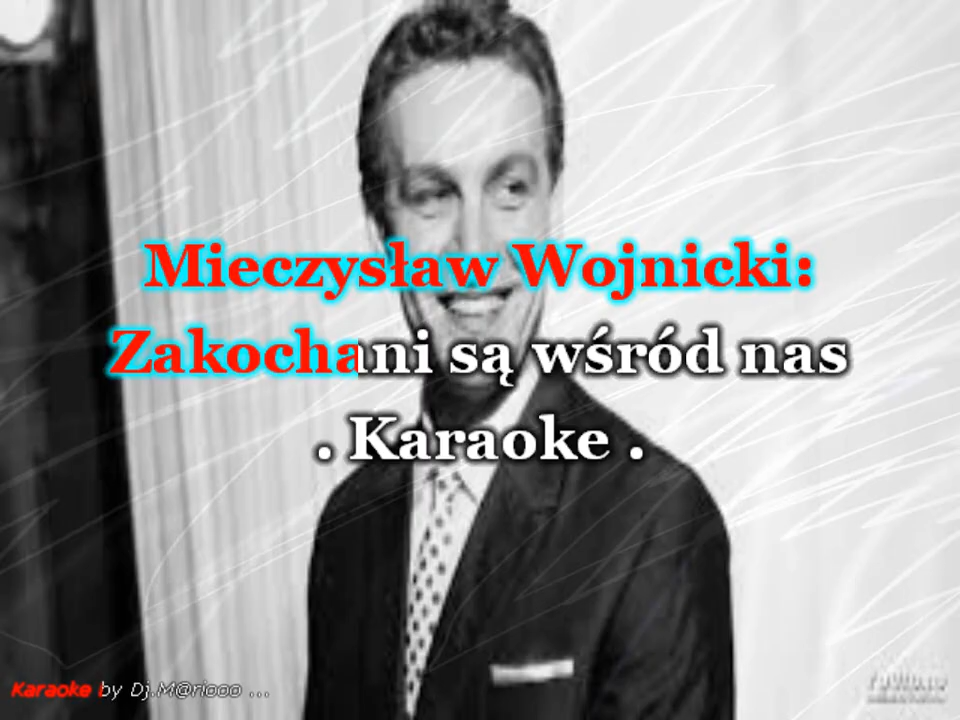 Mieczysław Wojnicki:
Zakochani są wśród nas
. Karaoke .
Karaoke by Dj.M@riooo ...